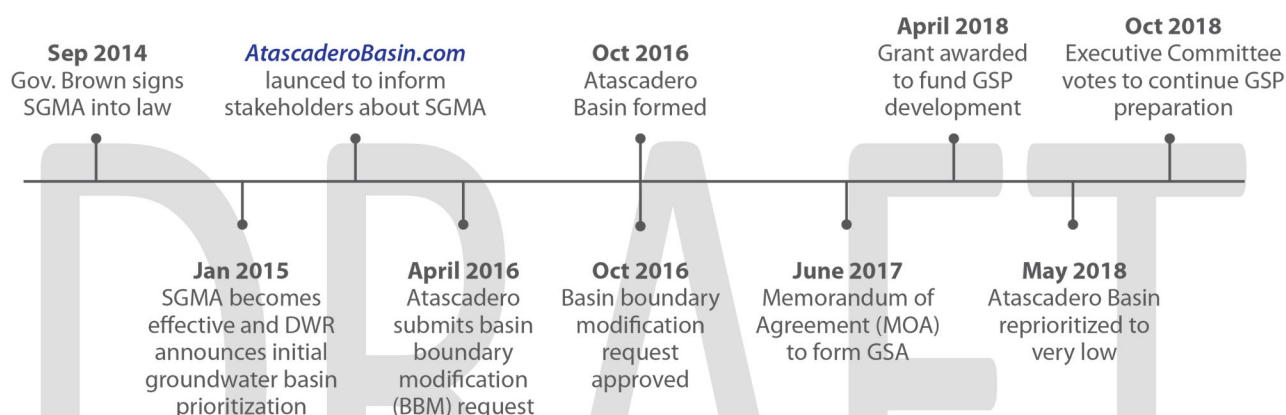 Sep 2014
Gov. Brown signs
SGMA into law
AtascaderoBasin.com
launced to inform
stakeholders about SGMA
Oct 2016
Atascadero
Basin formed
April 2018
Grant awarded
to fund GSP
development
Oct 2018
Executive Committee
votes to continue GSP
preparation
Jan 2015
SGMA becomes
effective and DWR
announces initial
groundwater basin
prioritization
April 2016
Atascadero
submits basin
boundary
modification
(BBM) request
Oct 2016
Basin boundary
modification
request
approved
June 2017
Memorandum of
Agreement (MOA)
to form GSA
May 2018
Atascadero Basin
reprioritized to
very low
DRAFT